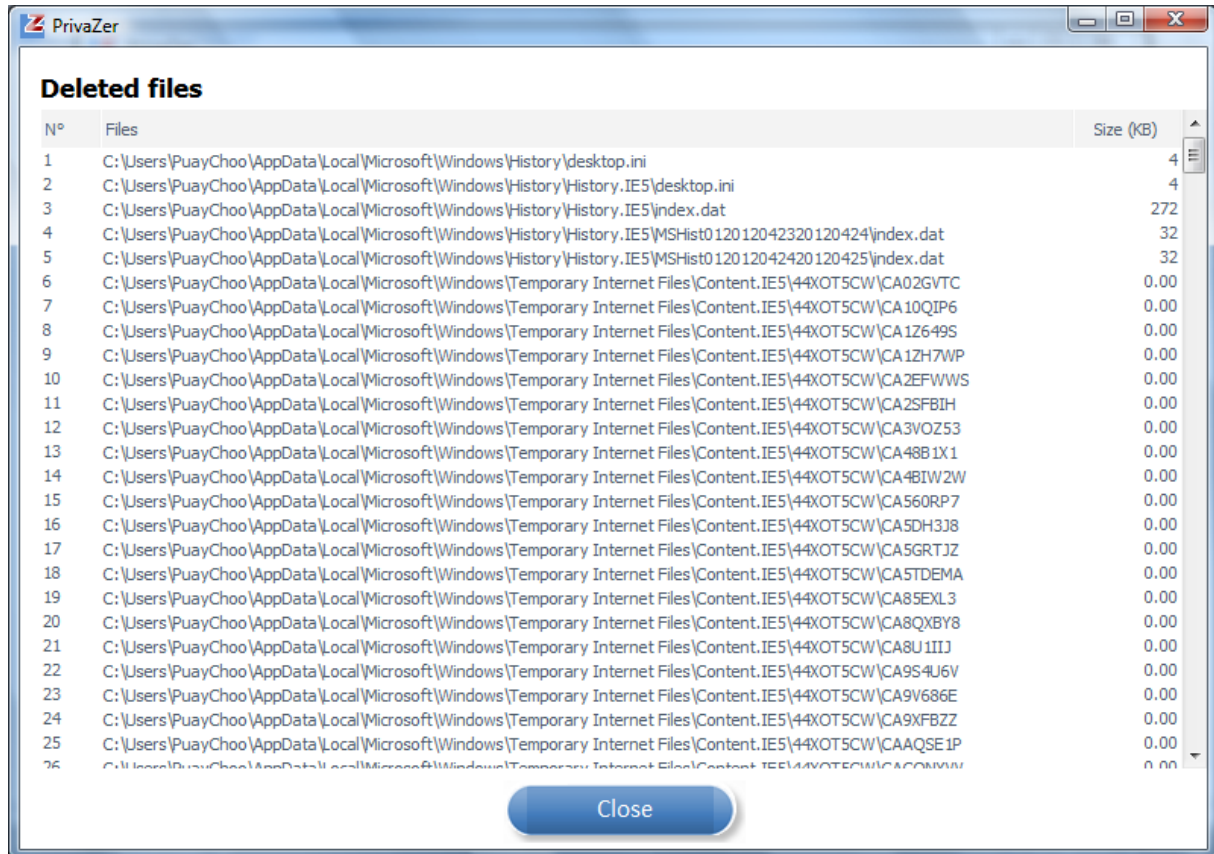 PrivaZer
Deleted files
N° Files Size (KB)
1 C:\Users\PuayChoo\AppData\Local\Microsoft\Windows\History\desktop.ini 4
2 C:\Users\PuayChoo\AppData\Local\Microsoft\Windows\History\History.IE5\desktop.ini 4
3 C:\Users\PuayChoo\AppData\Local\Microsoft\Windows\History\History.IE5\index.dat 272
4 C:\Users\PuayChoo\AppData\Local\Microsoft\Windows\History\History.IE5\MSHist012012042320120424\index.dat 32
5 C:\Users\PuayChoo\AppData\Local\Microsoft\Windows\History\History.IE5\MSHist012012042420120425\index.dat 32
6 C:\Users\PuayChoo\AppData\Local\Microsoft\Windows\Temporary Internet Files\Content.IE5\44XOT5CW\CA02GVTC 0.00
7 C:\Users\PuayChoo\AppData\Local\Microsoft\Windows\Temporary Internet Files\Content.IE5\44XOT5CW\CA10QIP6 0.00
8 C:\Users\PuayChoo\AppData\Local\Microsoft\Windows\Temporary Internet Files\Content.IE5\44XOT5CW\CA1Z649S 0.00
9 C:\Users\PuayChoo\AppData\Local\Microsoft\Windows\Temporary Internet Files\Content.IE5\44XOT5CW\CA1ZH7WP 0.00
10 C:\Users\PuayChoo\AppData\Local\Microsoft\Windows\Temporary Internet Files\Content.IE5\44XOT5CW\CA2EFWWS 0.00
11 C:\Users\PuayChoo\AppData\Local\Microsoft\Windows\Temporary Internet Files\Content.IE5\44XOT5CW\CA2SFBIH 0.00
12 C:\Users\PuayChoo\AppData\Local\Microsoft\Windows\Temporary Internet Files\Content.IE5\44XOT5CW\CA3VOZ53 0.00
13 C:\Users\PuayChoo\AppData\Local\Microsoft\Windows\Temporary Internet Files\Content.IE5\44XOT5CW\CA48B1X1 0.00
14 C:\Users\PuayChoo\AppData\Local\Microsoft\Windows\Temporary Internet Files\Content.IE5\44XOT5CW\CA4BIW2W 0.00
15 C:\Users\PuayChoo\AppData\Local\Microsoft\Windows\Temporary Internet Files\Content.IE5\44XOT5CW\CA560RP7 0.00
16 C:\Users\PuayChoo\AppData\Local\Microsoft\Windows\Temporary Internet Files\Content.IE5\44XOT5CW\CA5DH3J8 0.00
17 C:\Users\PuayChoo\AppData\Local\Microsoft\Windows\Temporary Internet Files\Content.IE5\44XOT5CW\CA5GRTJZ 0.00
18 C:\Users\PuayChoo\AppData\Local\Microsoft\Windows\Temporary Internet Files\Content.IE5\44XOT5CW\CA5TDEMA 0.00
19 C:\Users\PuayChoo\AppData\Local\Microsoft\Windows\Temporary Internet Files\Content.IE5\44XOT5CW\CA85EXL3 0.00
20 C:\Users\PuayChoo\AppData\Local\Microsoft\Windows\Temporary Internet Files\Content.IE5\44XOT5CW\CA8QXBY8 0.00
21 C:\Users\PuayChoo\AppData\Local\Microsoft\Windows\Temporary Internet Files\Content.IE5\44XOT5CW\CA8U1IIJ 0.00
22 C:\Users\PuayChoo\AppData\Local\Microsoft\Windows\Temporary Internet Files\Content.IE5\44XOT5CW\CA9S4U6V 0.00
23 C:\Users\PuayChoo\AppData\Local\Microsoft\Windows\Temporary Internet Files\Content.IE5\44XOT5CW\CA9V686E 0.00
24 C:\Users\PuayChoo\AppData\Local\Microsoft\Windows\Temporary Internet Files\Content.IE5\44XOT5CW\CA9XFBZZ 0.00
25 C:\Users\PuayChoo\AppData\Local\Microsoft\Windows\Temporary Internet Files\Content.IE5\44XOT5CW\CAAQSE1P 0.00
26 0.00
Close